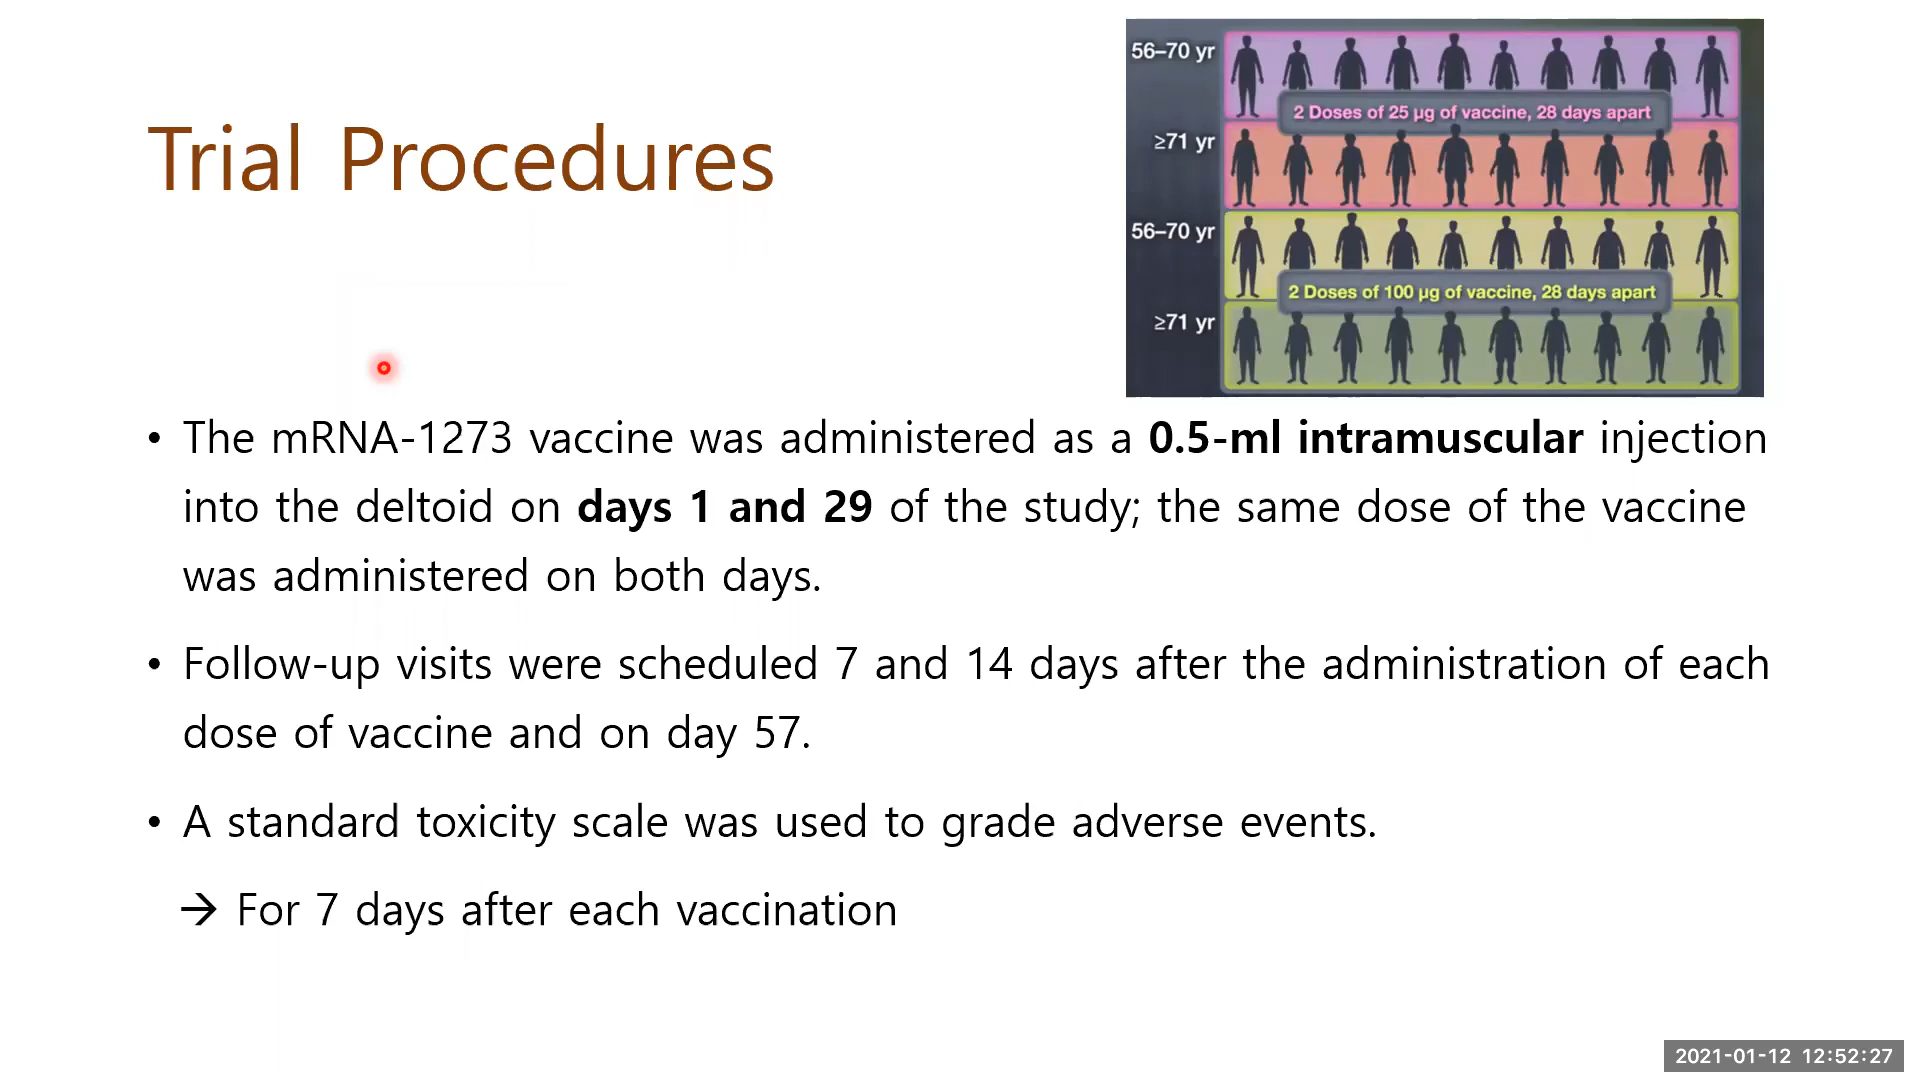 Trial Procedures
56–70 yr
2 Doses of 25 µg of vaccine, 28 days apart
≥71 yr
56–70 yr
2 Doses of 100 µg of vaccine, 28 days apart
≥71 yr
• The mRNA-1273 vaccine was administered as a 0.5-ml intramuscular injection
into the deltoid on days 1 and 29 of the study; the same dose of the vaccine
was administered on both days.
• Follow-up visits were scheduled 7 and 14 days after the administration of each
dose of vaccine and on day 57.
• A standard toxicity scale was used to grade adverse events.
→ For 7 days after each vaccination
2021-01-12 12:52:27